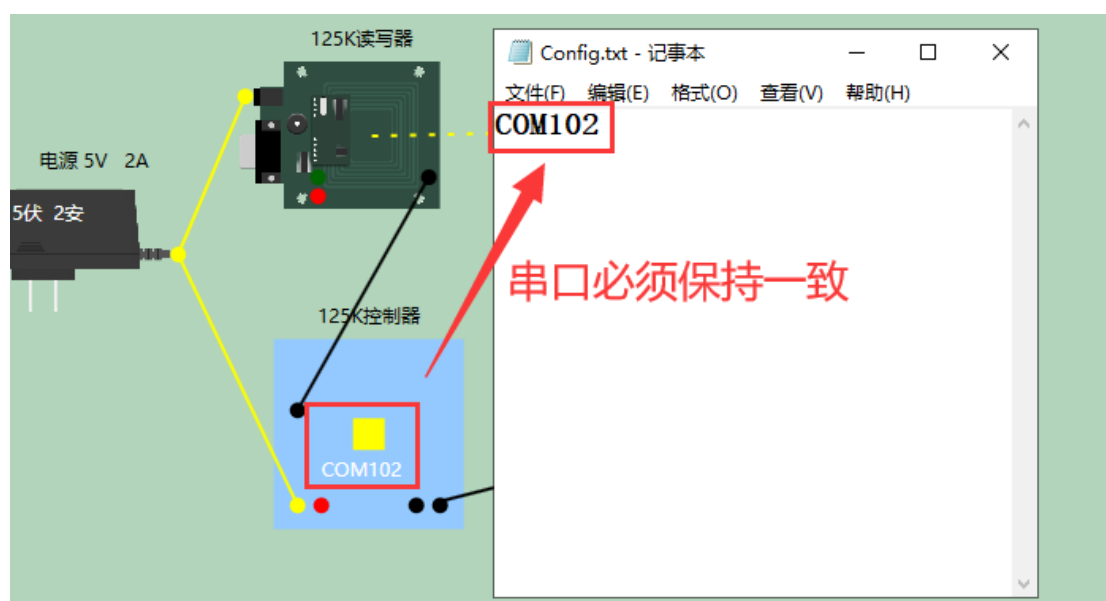 125K读写器
电源 5V 2A
5伏 2安
125K控制器
COM102
Config.txt - 记事本
文件(F) 编辑(E) 格式(O) 查看(V) 帮助(H)
COM102
串口必须保持一致